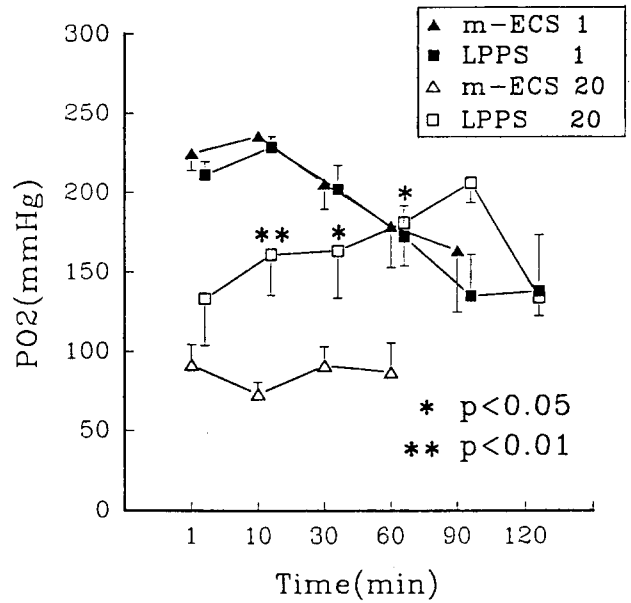 300
250
200
150
100
50
0
PO2(mmHg)
m-ECS 1
LPPS 1
m-ECS 20
LPPS 20
*
**
*
* p<0.05
** p<0.01
1 10 30 60 90 120
Time(min)